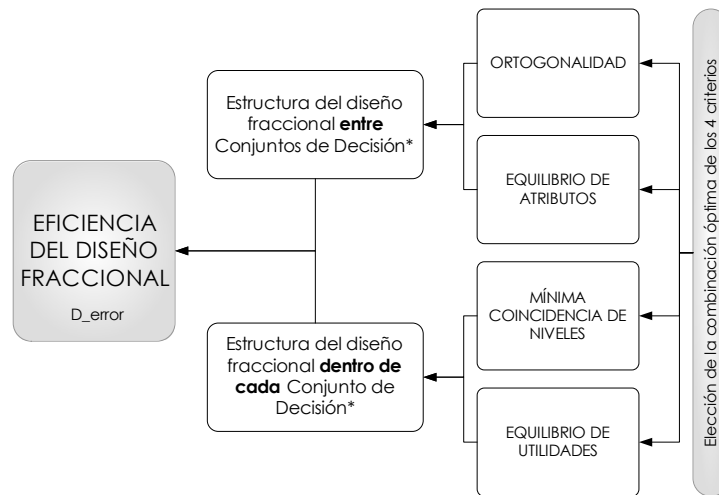 EFICIENCIA
DEL DISEÑO
FRACCIONAL
D_error
Estructura del diseño
fraccional entre
Conjuntos de Decisión*
Estructura del diseño
fraccional dentro de
cada Conjunto de
Decisión*
ORTOGONALIDAD
EQUILIBRIO DE
ATRIBUTOS
MÍNIMA
COINCIDENCIA DE
NIVELES
EQUILIBRIO DE
UTILIDADES
Elección de la combinación óptima de los 4 criterios